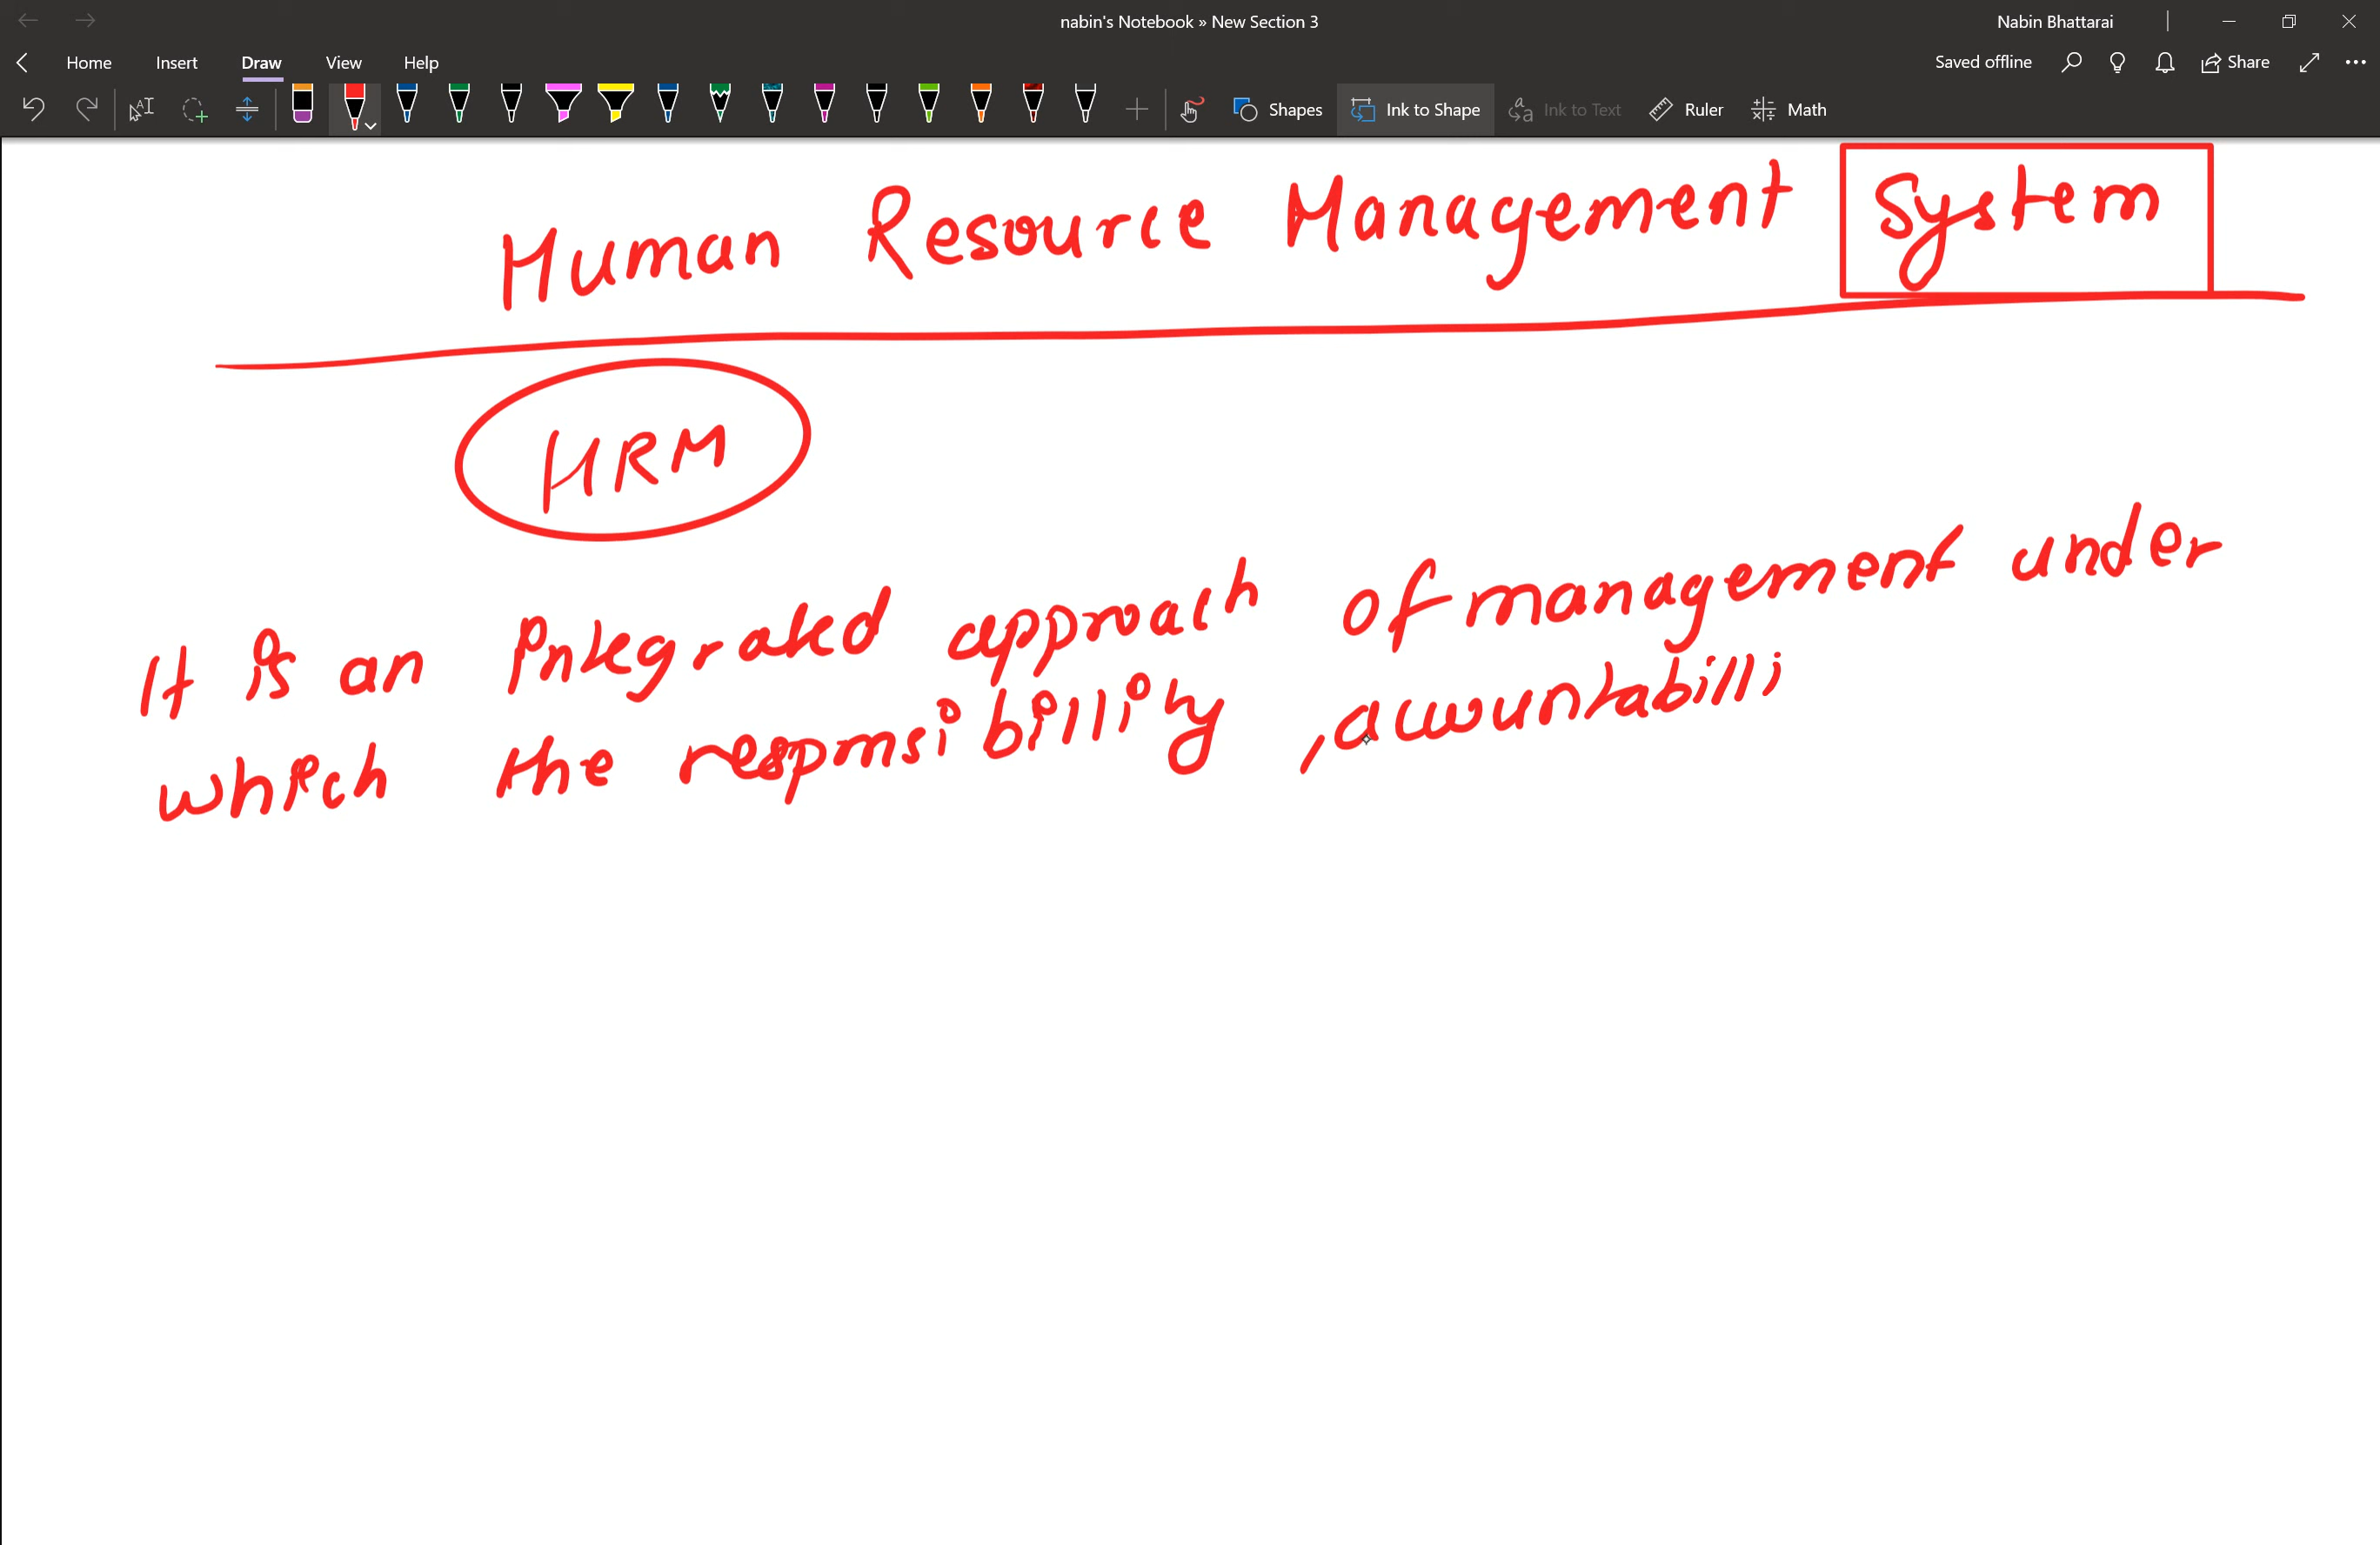 nabin's Notebook » New Section 3
Nabin Bhattarai
Home Insert Draw View Help
Saved offline
Share
Shapes Ink to Shape Ink to Text Ruler Math
Human Resource Management System
HRM
It is an integrated approach of management under
which the responsibillity , accountabilli